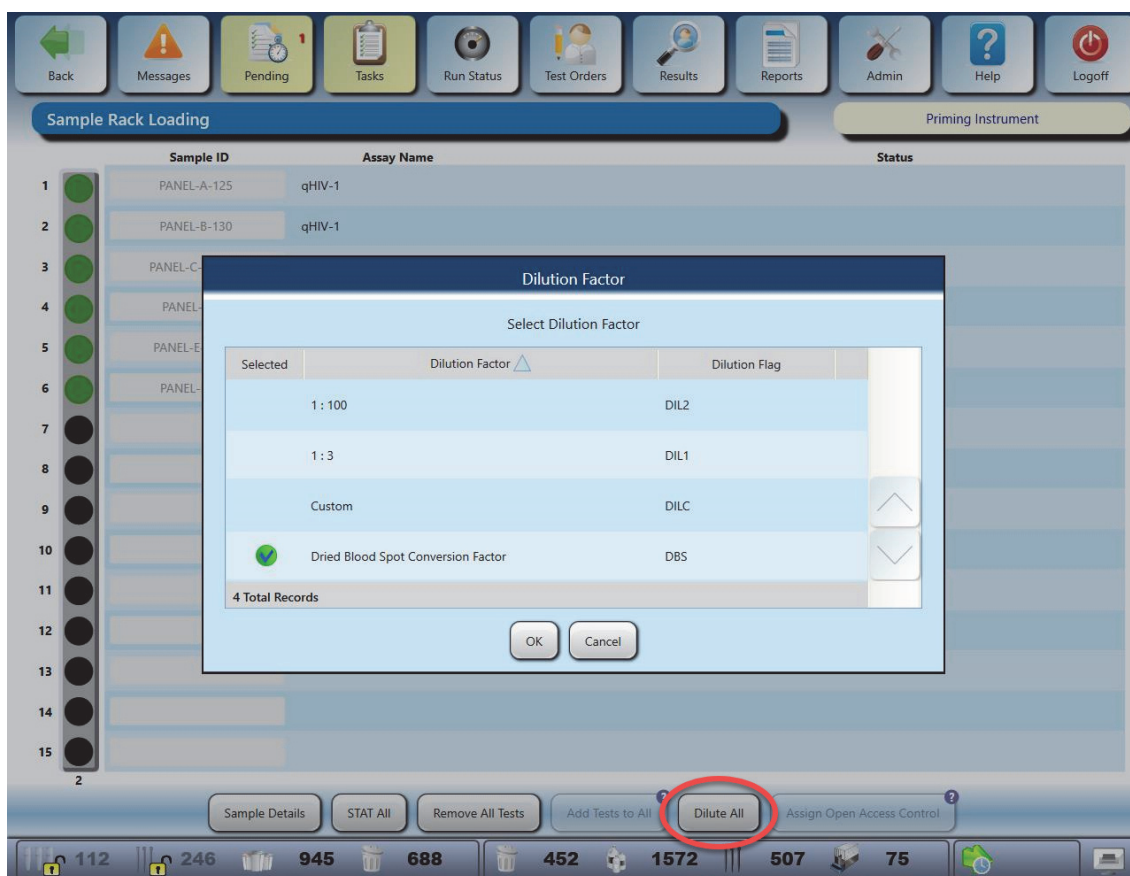 1
Back Messages Pending Tasks Run Status Test Orders Results Reports Admin Help Logoff
Sample Rack Loading Priming Instrument
Sample ID Assay Name Status
1 PANEL-A-125 qHIV-1
2 PANEL-B-130 qHIV-1
3 PANEL-C-
Dilution Factor
4 PANEL-
Select Dilution Factor
5 PANEL-E
Selected Dilution Factor Dilution Flag
6 PANEL-
1 : 100 DIL2
7
1 : 3 DIL1
8
9 Custom DILC
10 Dried Blood Spot Conversion Factor DBS
11 4 Total Records
12 OK Cancel
13
14
15
2
? ?
Sample Details STAT All Remove All Tests Add Tests to All Dilute All Assign Open Access Control
112 246 945 688 452 1572 507 75